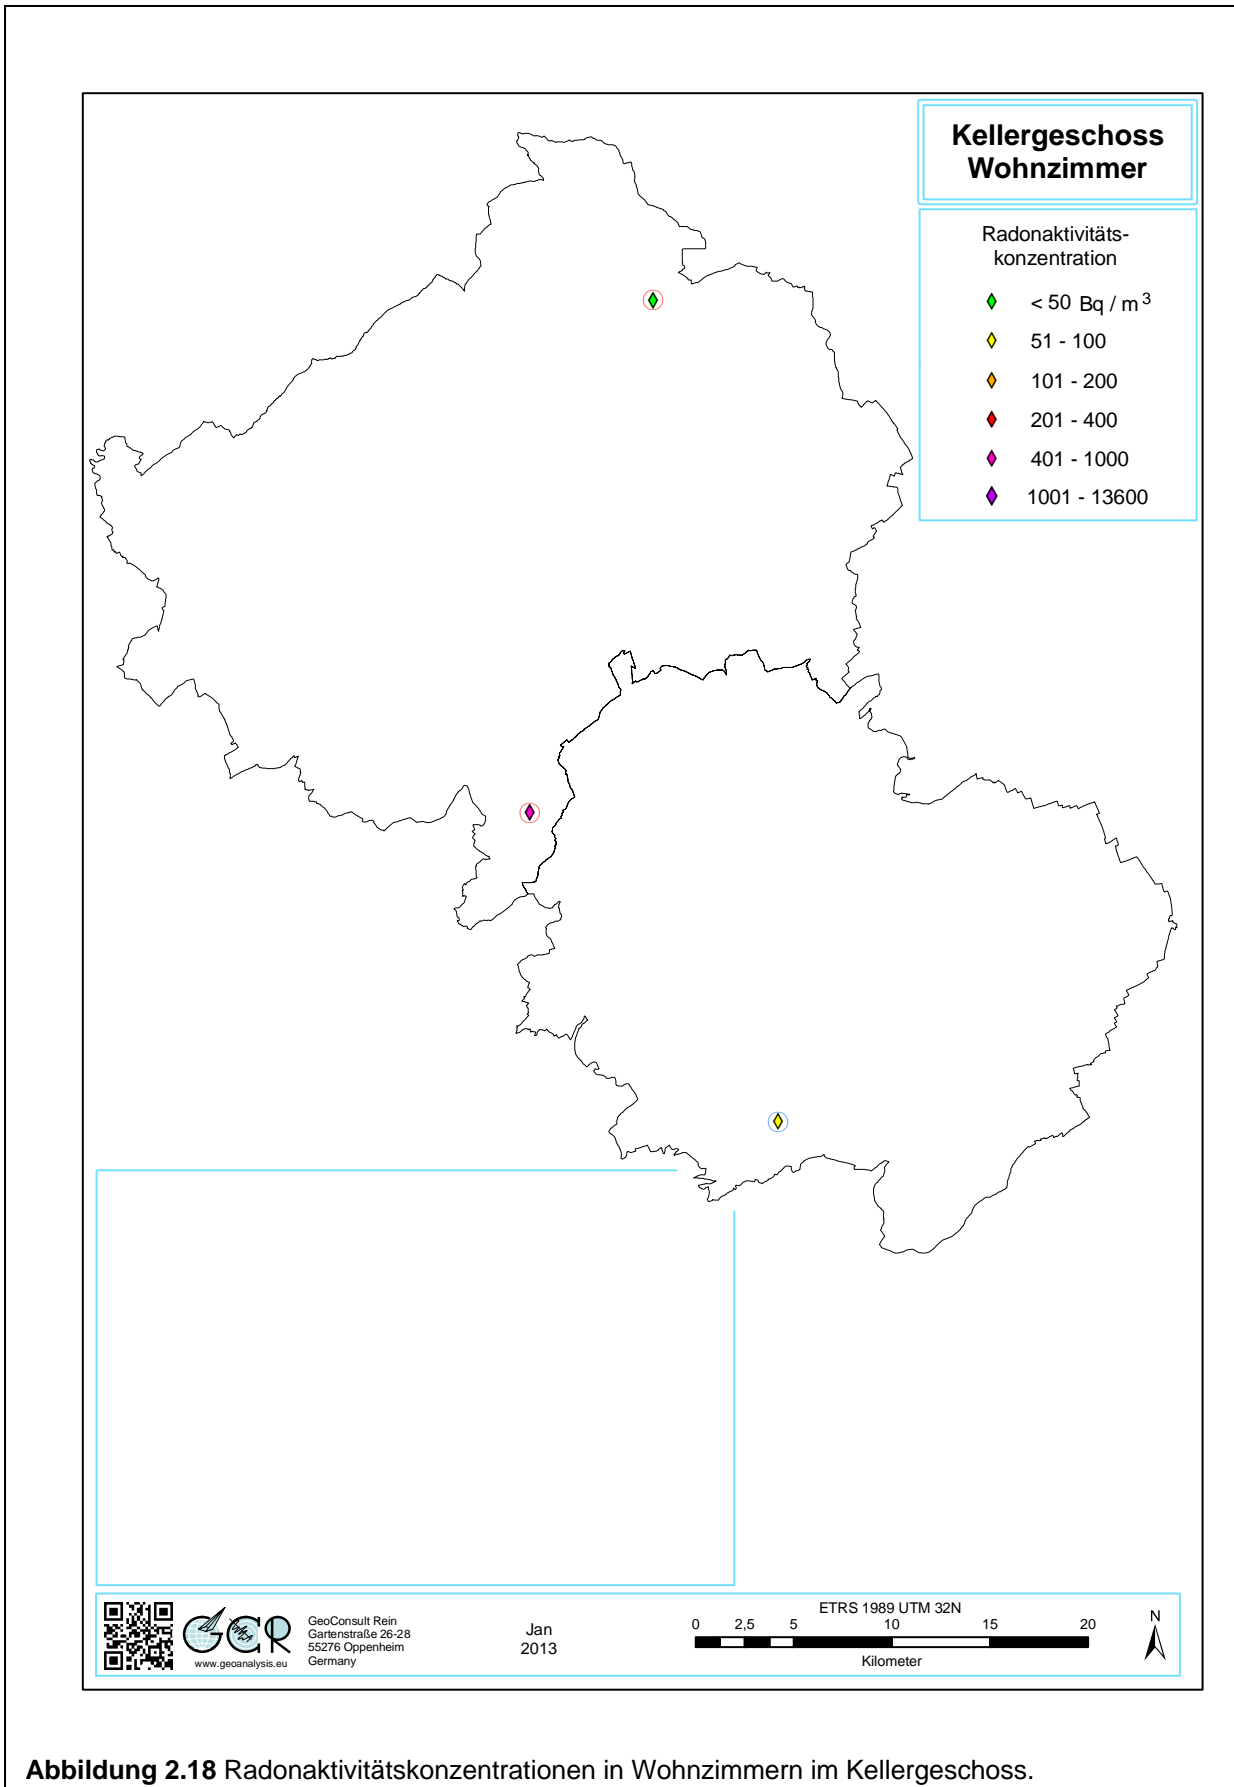 Kellergeschoss
Wohnzimmer
Radonaktivitäts-
konzentration
< 50 Bq / m³
51 - 100
101 - 200
201 - 400
401 - 1000
1001 - 13600
GCR
www.geoanalysis.eu
GeoConsult Rein
Gartenstraße 26-28
55276 Oppenheim
Germany
Jan
2013
ETRS 1989 UTM 32N
0 2,5 5 10 15 20
Kilometer
N
Abbildung 2.18 Radonaktivitätskonzentrationen in Wohnzimmern im Kellergeschoss.